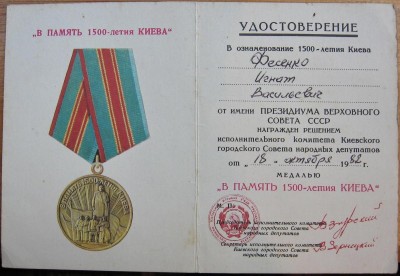 „В ПАМЯТЬ 1500-летия КИЕВА"
УДОСТОВЕРЕНИЕ
В ознаменование 1500-летия Киева
Фесенко
Игнат
Васильевич
от имени ПРЕЗИДИУМА ВЕРХОВНОГО
СОВЕТА СССР
НАГРАЖДЕН РЕШЕНИЕМ
исполнительного комитета Киевского
городского Совета народных депутатов
от „18" октября 1982г.
МЕДАЛЬЮ
"В ПАМЯТЬ 1500-летия КИЕВА"
М. П.
Председатель исполнительного комитета
Киевского городского Совета
народных депутатов
Секретарь исполнительного комитета
Киевского городского Совета
народных депутатов